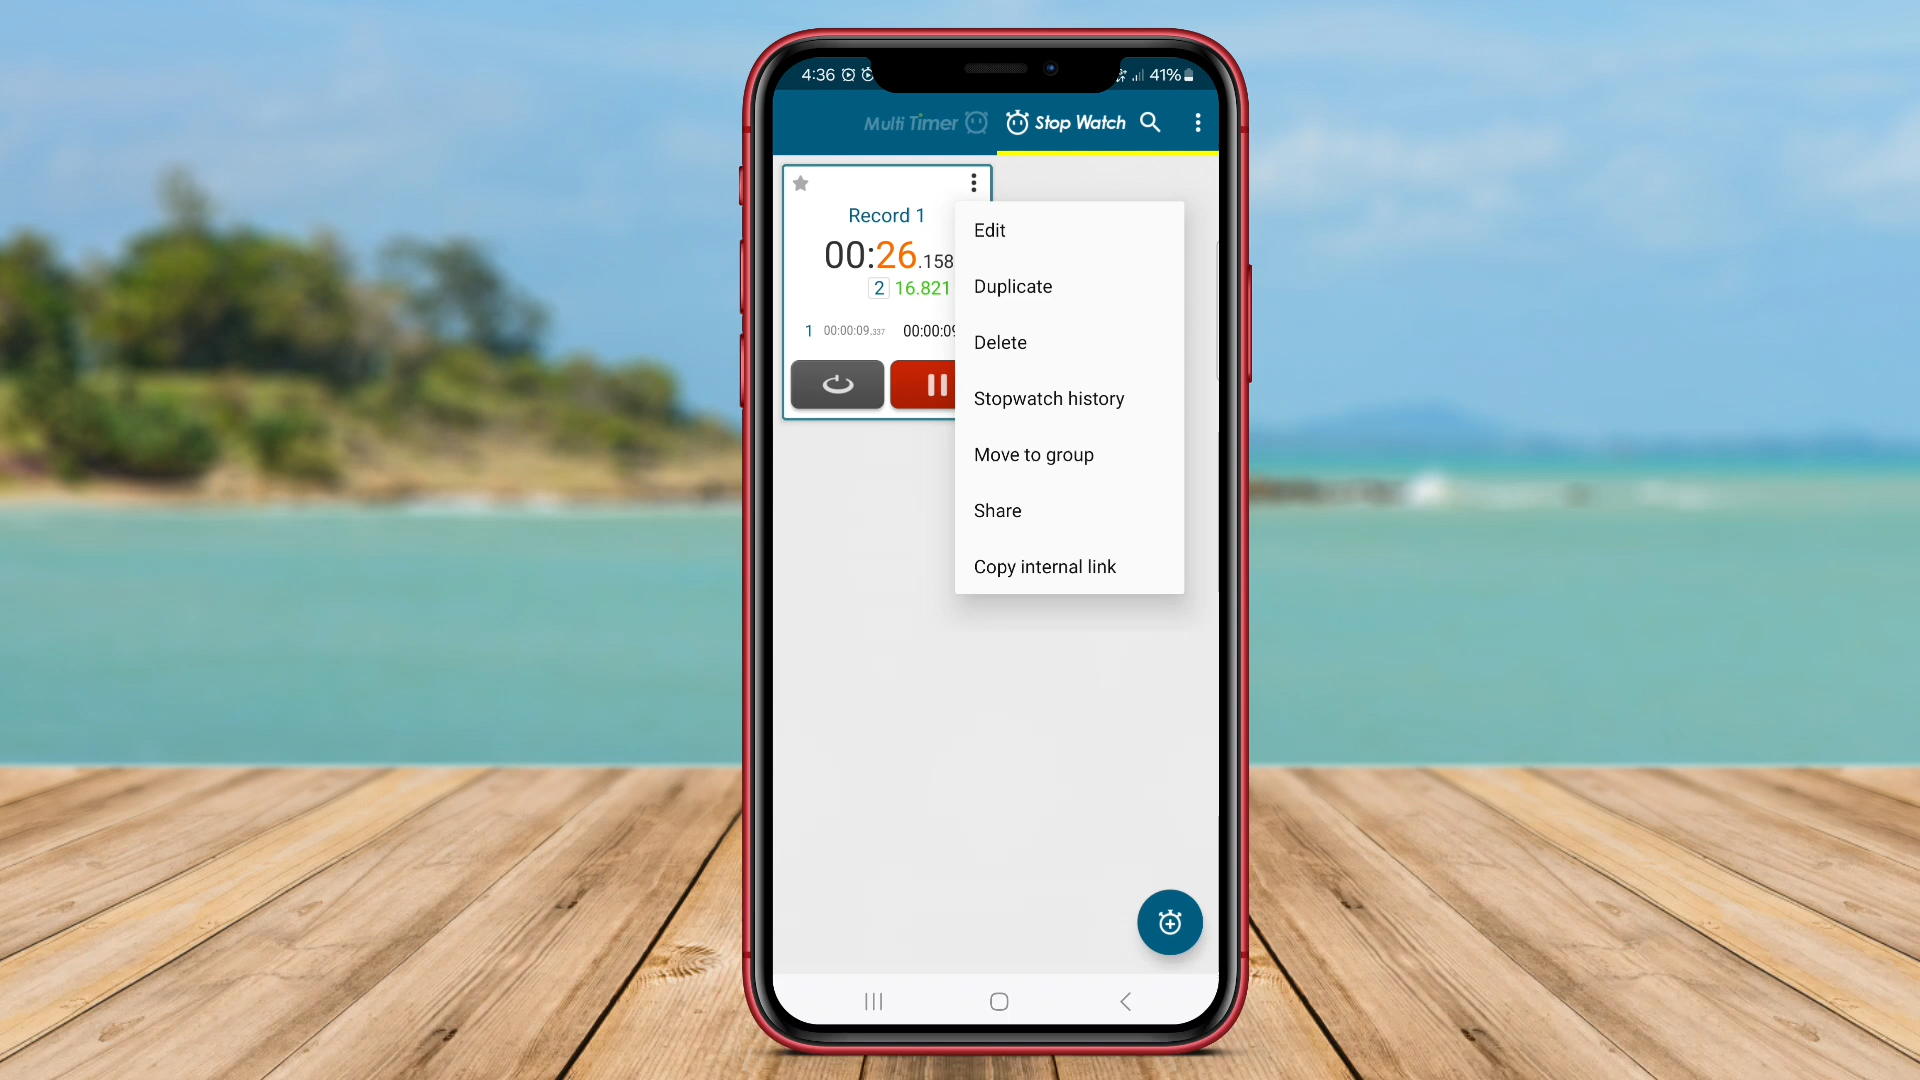 4:36 41%
Multi Timer Stop Watch
Record 1
00:26.158
2 16.821
1 00:00:09.337 00:00:09
Edit
Duplicate
Delete
Stopwatch history
Move to group
Share
Copy internal link